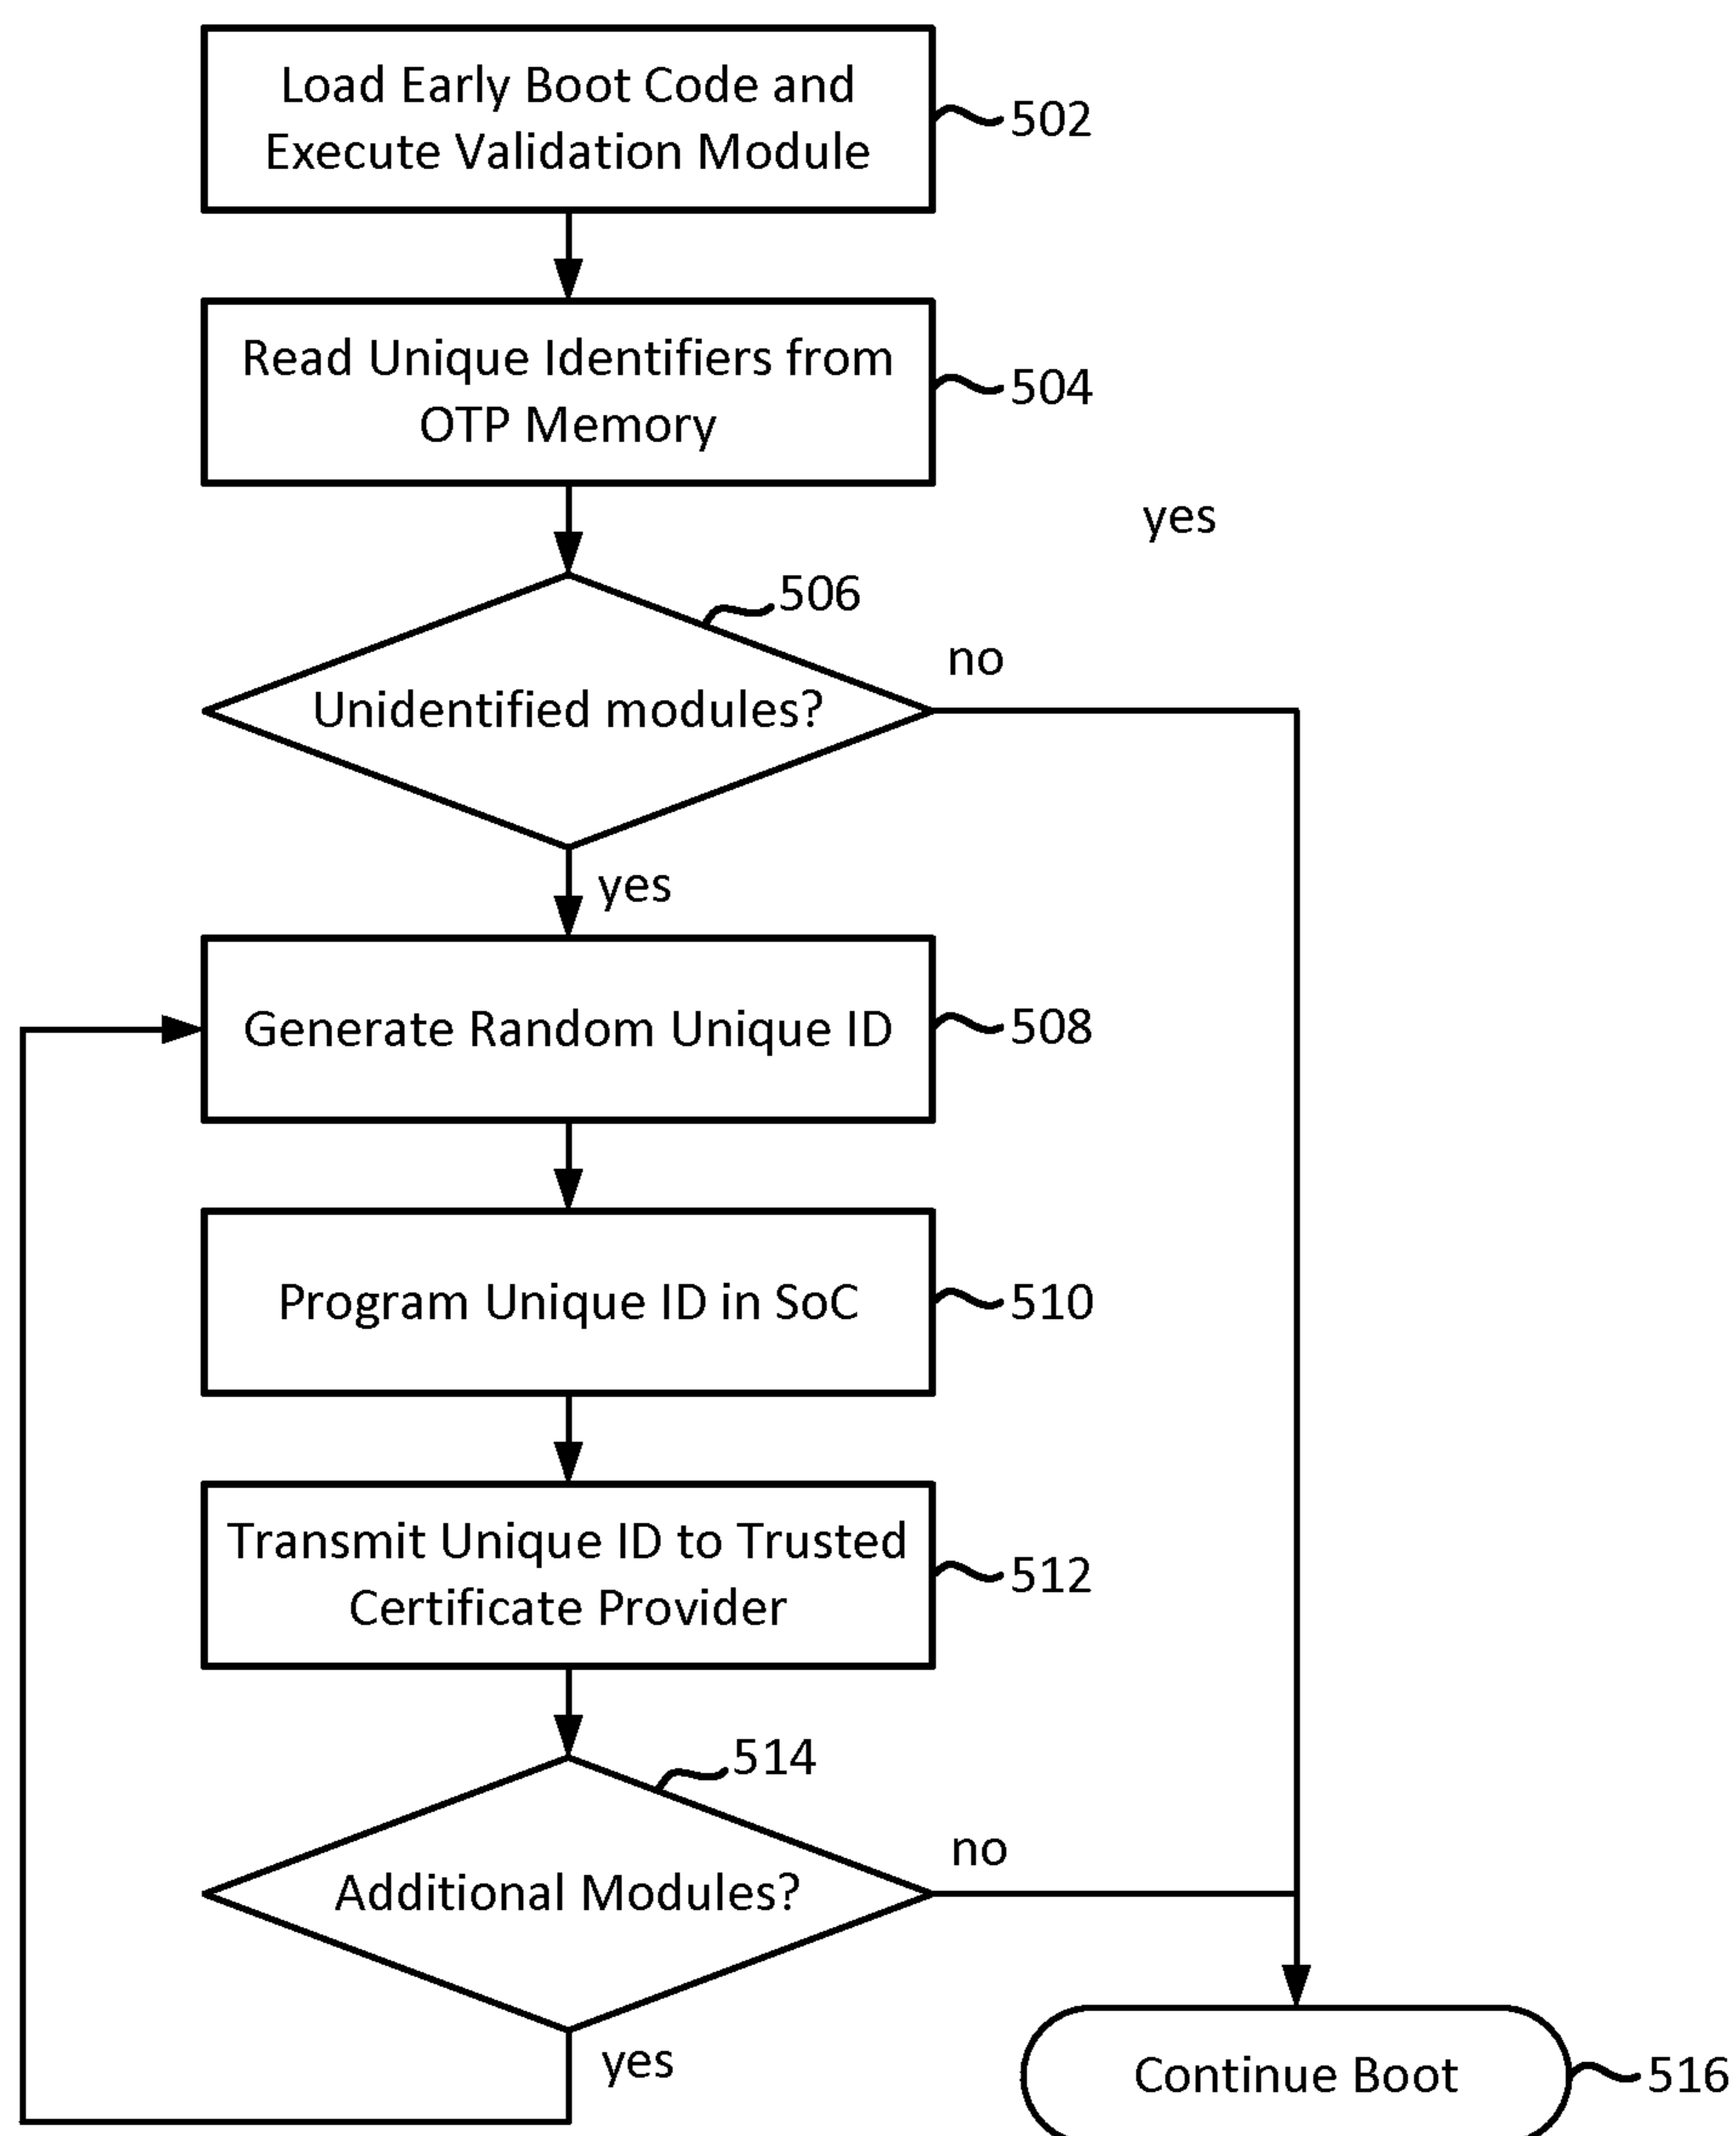 Load Early Boot Code and
Execute Validation Module
502
Read Unique Identifiers from
OTP Memory
504
yes
506
no
Unidentified modules?
yes
Generate Random Unique ID
508
Program Unique ID in SoC
510
Transmit Unique ID to Trusted
Certificate Provider
512
514
no
Additional Modules?
yes
Continue Boot
516